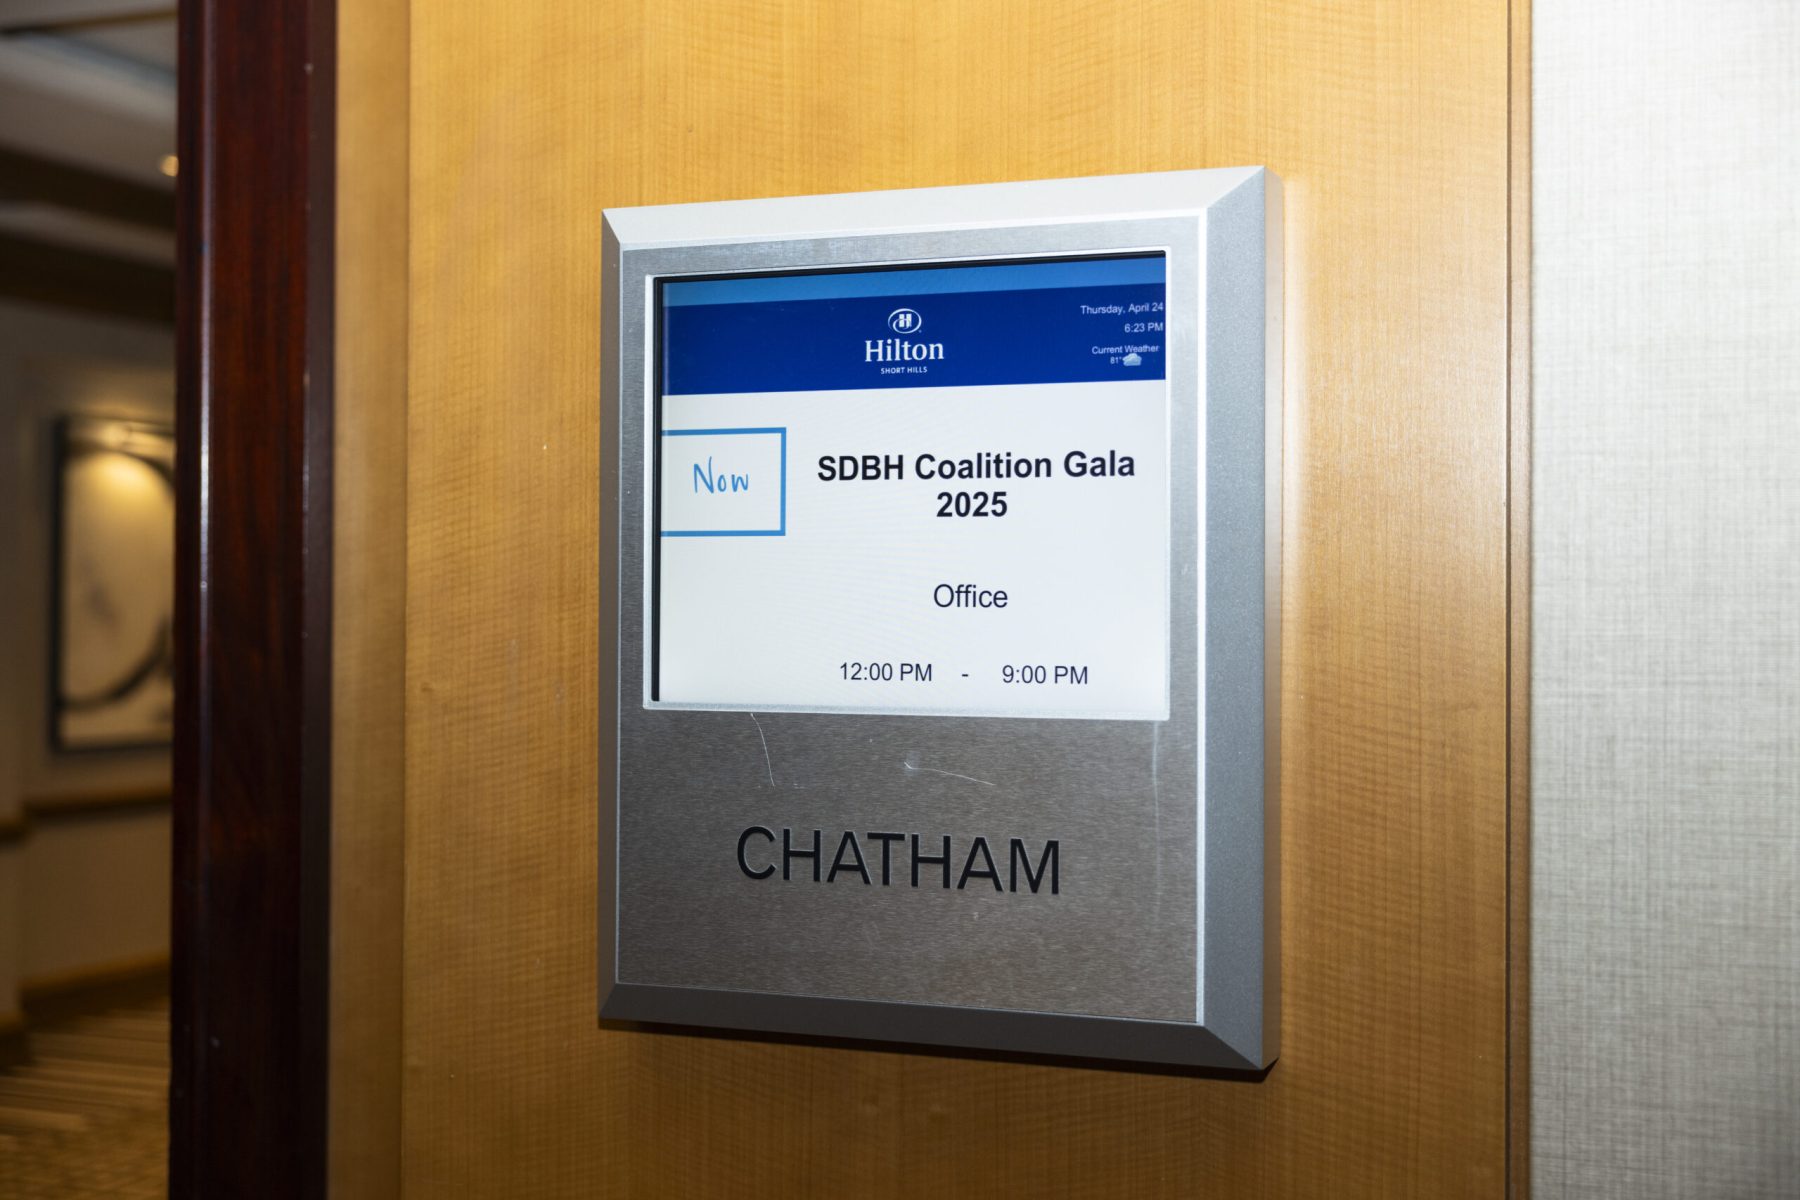 Hilton
SHORT HILLS
Thursday, April 24
6:23 PM
Current Weather
81°
Now
SDBH Coalition Gala
2025
Office
12:00 PM - 9:00 PM
CHATHAM